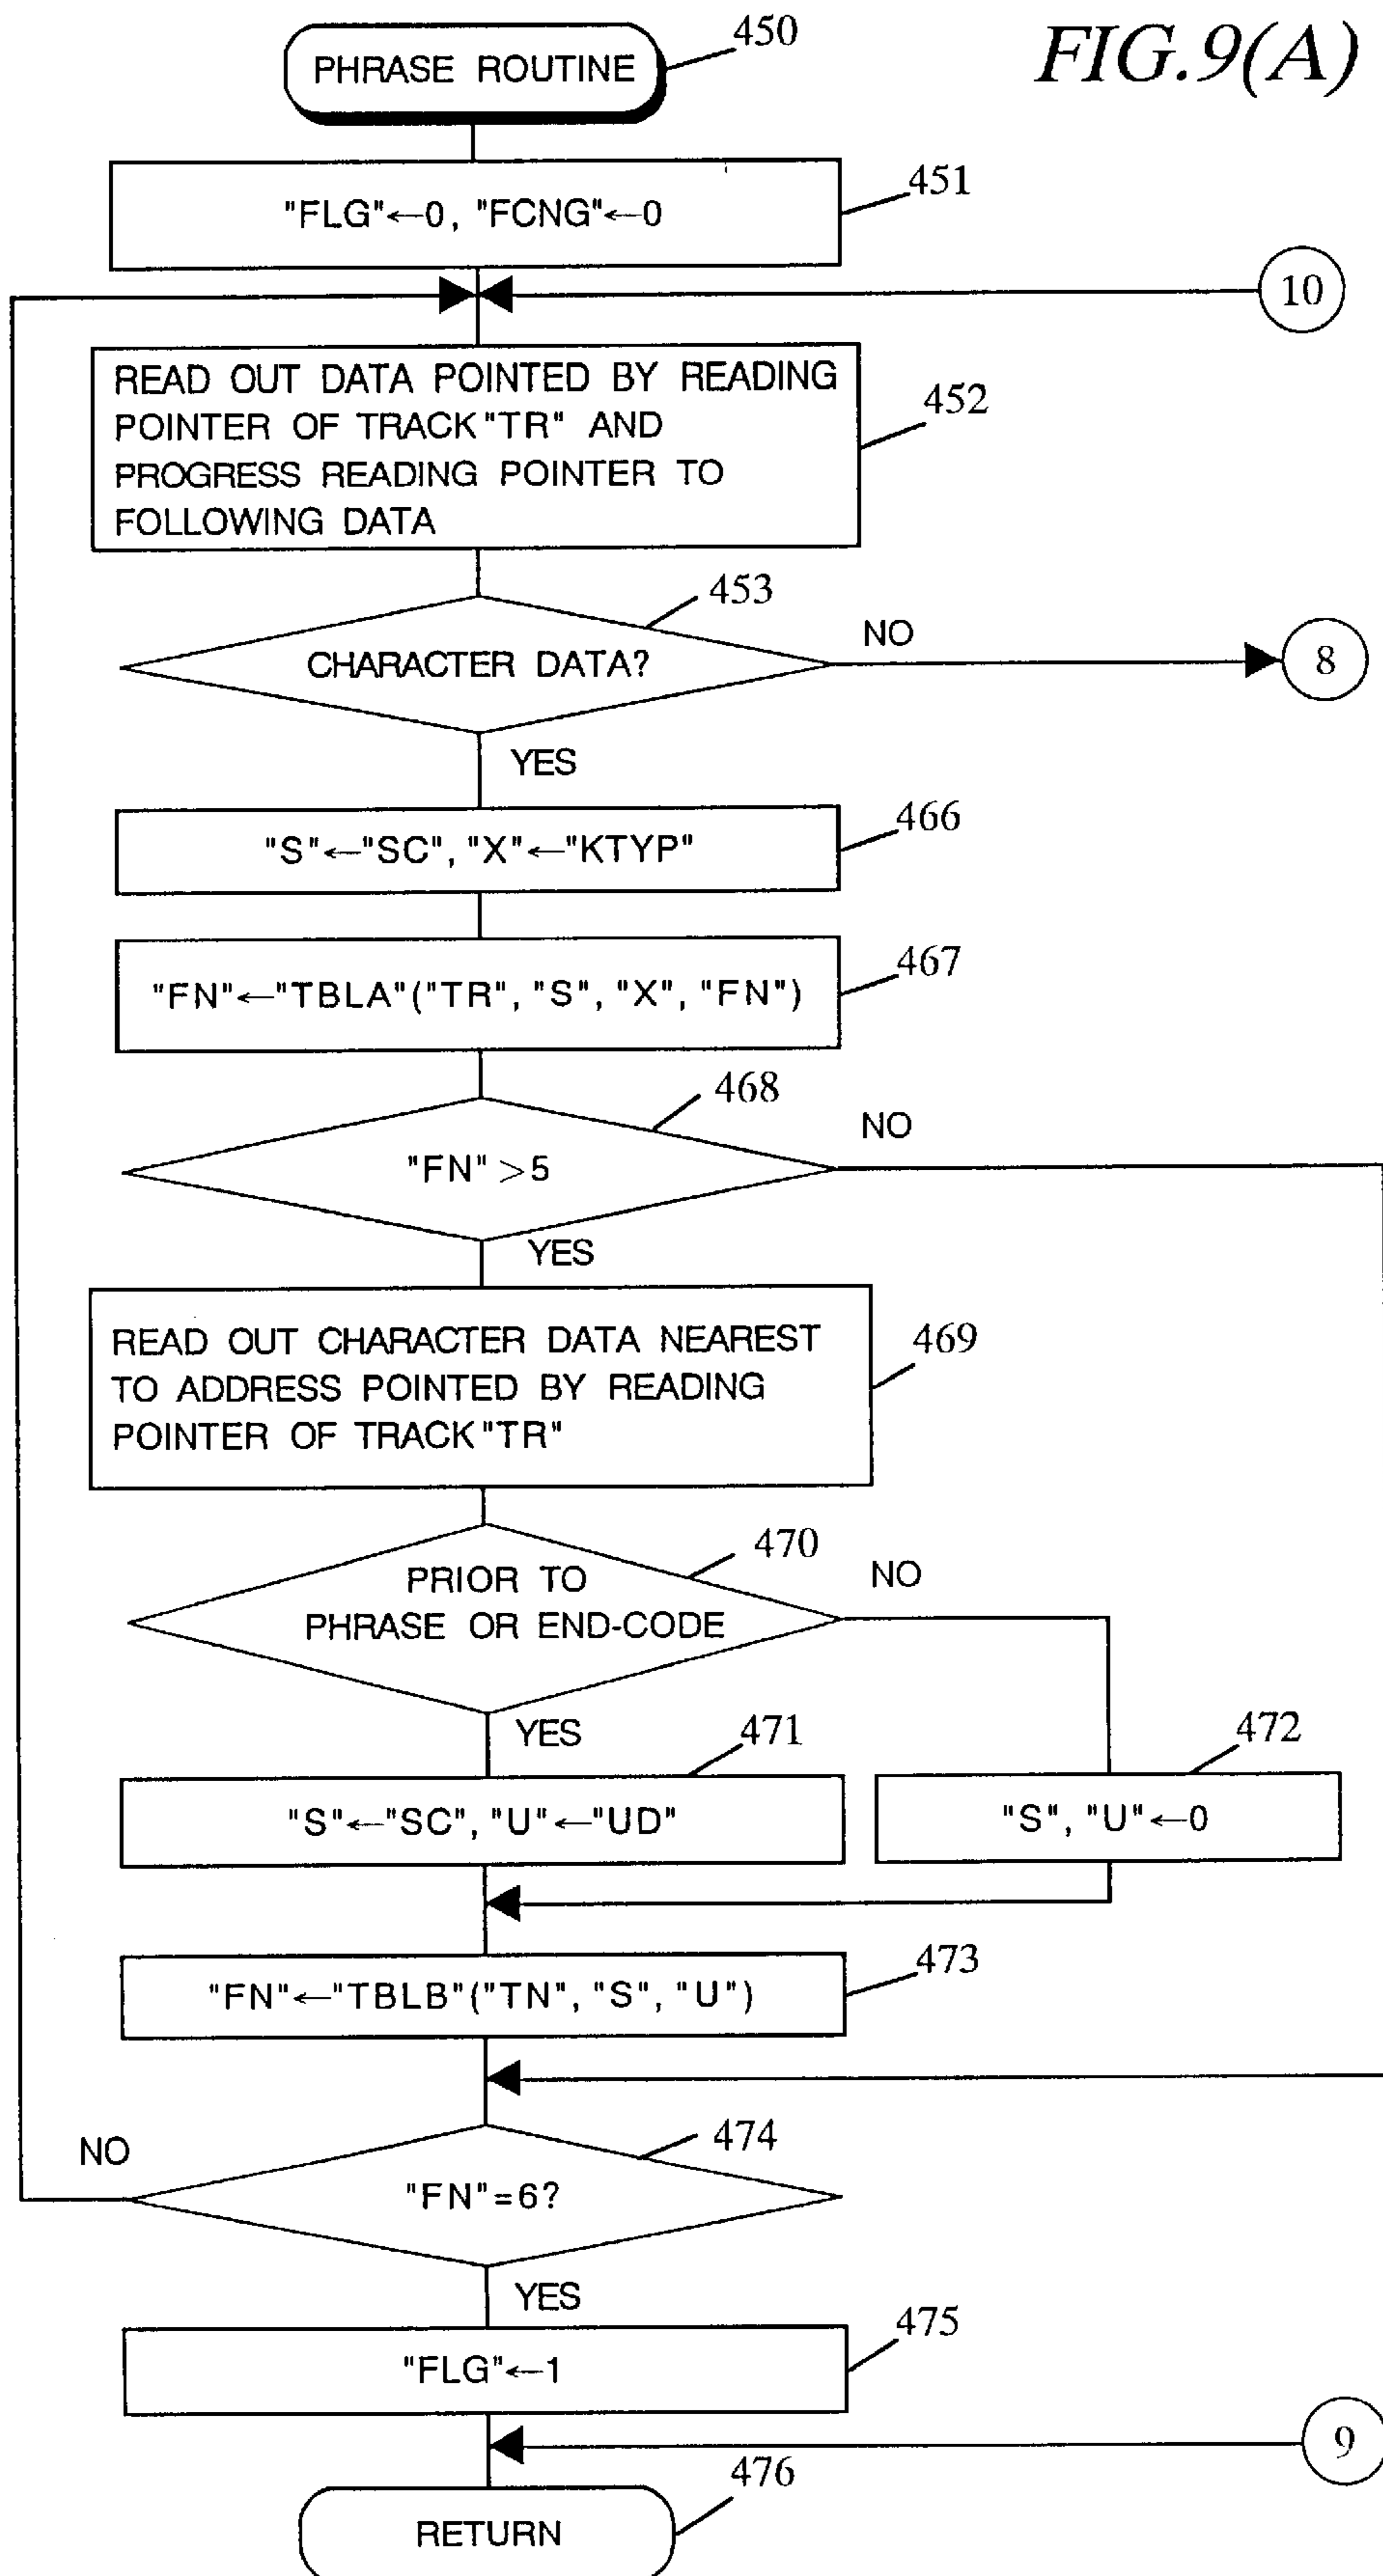 FIG.9(A)
PHRASE ROUTINE
450
"FLG"←0, "FCNG"←0
451
10
READ OUT DATA POINTED BY READING
POINTER OF TRACK"TR" AND
PROGRESS READING POINTER TO
FOLLOWING DATA
452
453
CHARACTER DATA?
NO
8
YES
"S"←"SC", "X"←"KTYP"
466
"FN"←"TBLA"("TR", "S", "X", "FN")
467
468
"FN" >5
NO
YES
READ OUT CHARACTER DATA NEAREST
TO ADDRESS POINTED BY READING
POINTER OF TRACK"TR"
469
470
PRIOR TO
PHRASE OR END-CODE
NO
YES
471
"S"←"SC", "U"←"UD"
472
"S", "U"←0
"FN"←"TBLB"("TN", "S", "U")
473
474
NO
"FN"=6?
YES
"FLG"←1
475
9
476
RETURN